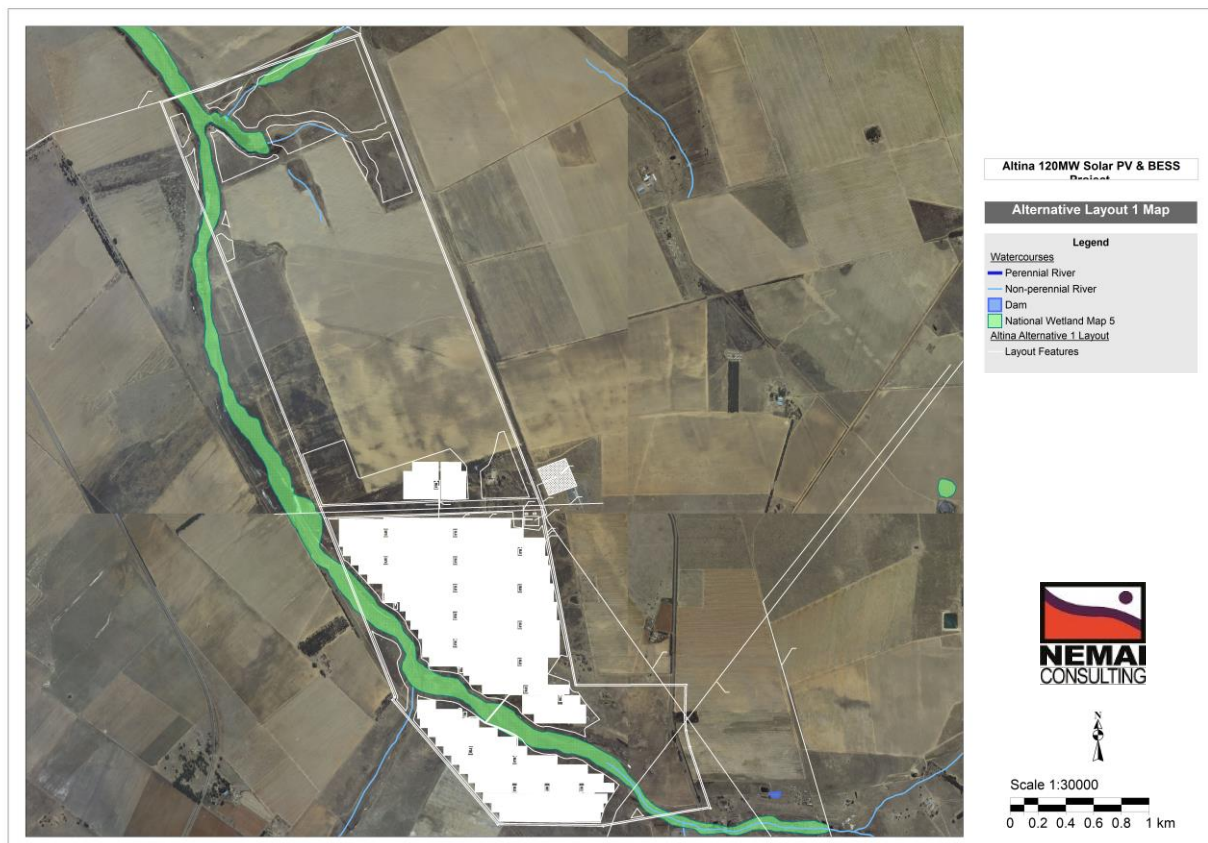 Altina 120MW Solar PV & BESS
Project
Alternative Layout 1 Map
Legend
Watercourses
Perennial River
Non-perennial River
Dam
National Wetland Map 5
Altina Alternative 1 Layout
Layout Features
NEMAI
CONSULTING
N
Scale 1:30000
0 0.2 0.4 0.6 0.8 1 km